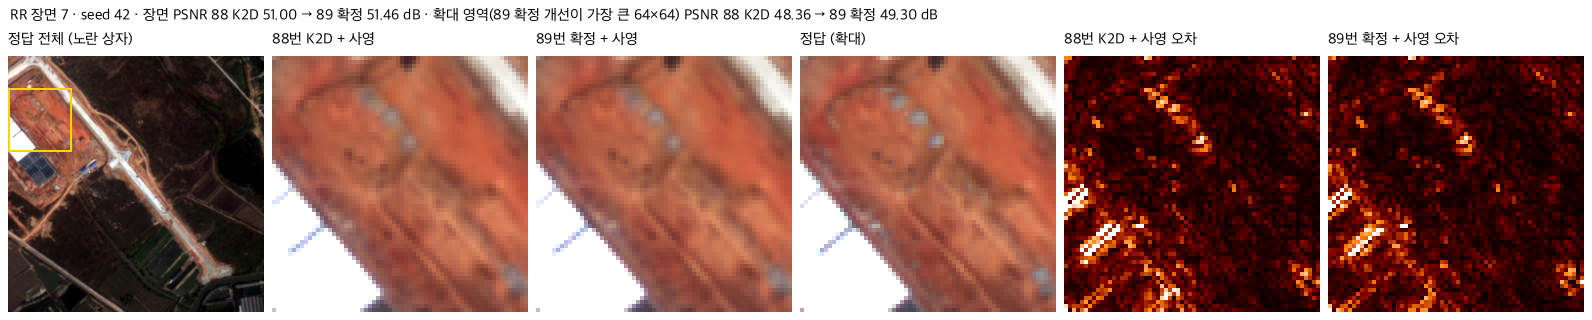 RR 장면 7 · seed 42 · 장면 PSNR 88 K2D 51.00 → 89 확정 51.46 dB · 확대 영역(89 확정 개선이 가장 큰 64×64) PSNR 88 K2D 48.36 → 89 확정 49.30 dB
정답 전체 (노란 상자)
88번 K2D + 사영
89번 확정 + 사영
정답 (확대)
88번 K2D + 사영 오차
89번 확정 + 사영 오차